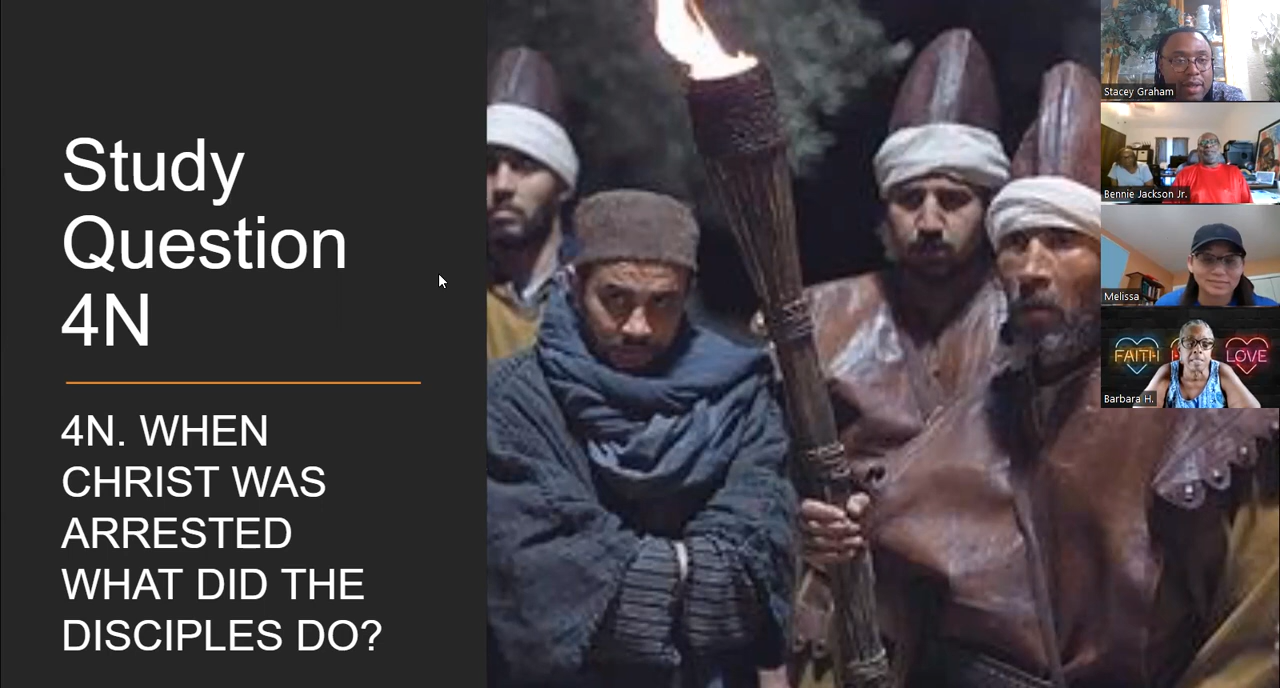 Study
Question
4N
4N. WHEN
CHRIST WAS
ARRESTED
WHAT DID THE
DISCIPLES DO?
Stacey Graham
Bennie Jackson Jr.
Melissa
FAITH
LOVE
Barbara H.